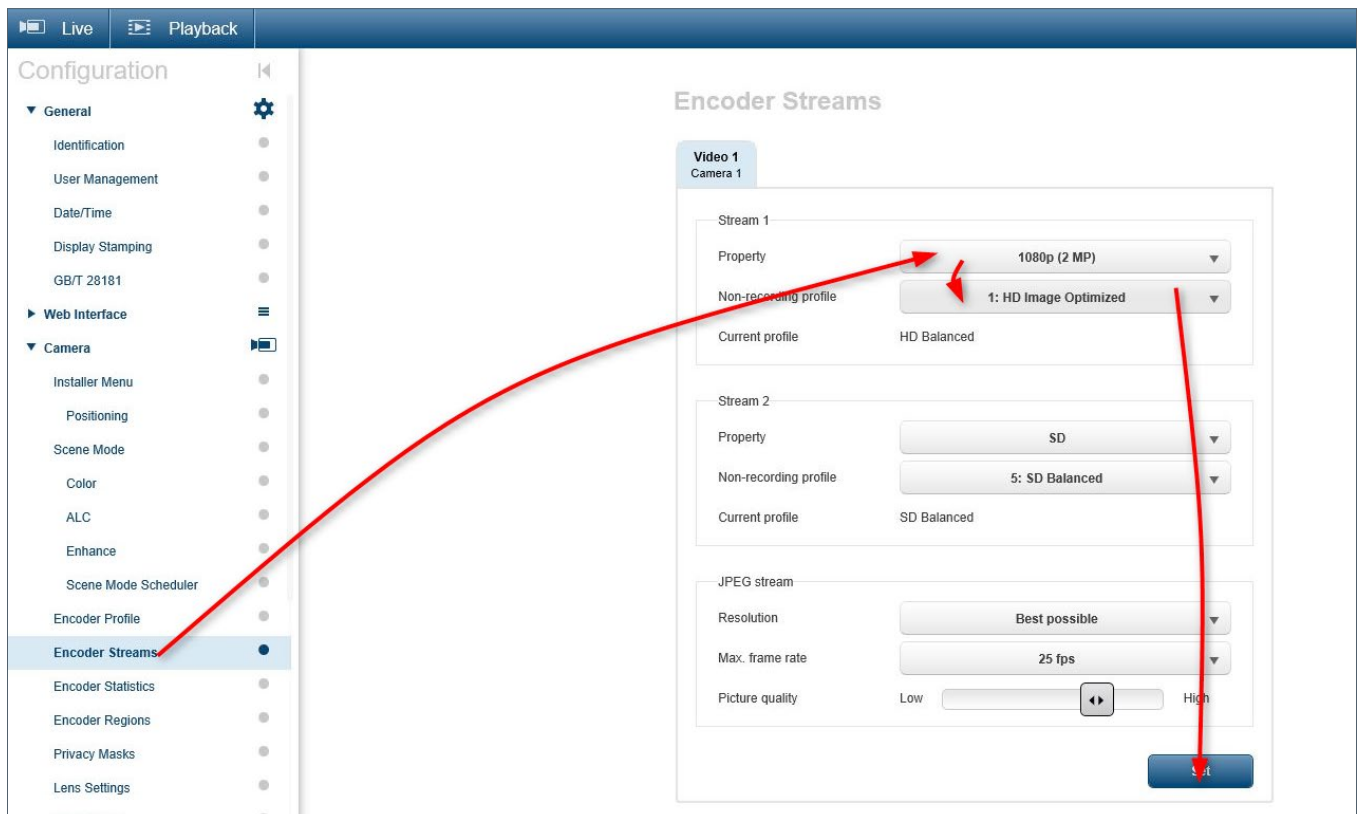 Live Playback
Configuration
General
Identification
User Management
Date/Time
Display Stamping
GB/T 28181
Web Interface
Camera
Installer Menu
Positioning
Scene Mode
Color
ALC
Enhance
Scene Mode Scheduler
Encoder Profile
Encoder Streams
Encoder Statistics
Encoder Regions
Privacy Masks
Lens Settings
Encoder Streams
Video 1
Camera 1
Stream 1
Property 1080p (2 MP)
Non-recording profile 1: HD Image Optimized
Current profile HD Balanced
Stream 2
Property SD
Non-recording profile 5: SD Balanced
Current profile SD Balanced
JPEG stream
Resolution Best possible
Max. frame rate 25 fps
Picture quality Low High
Set